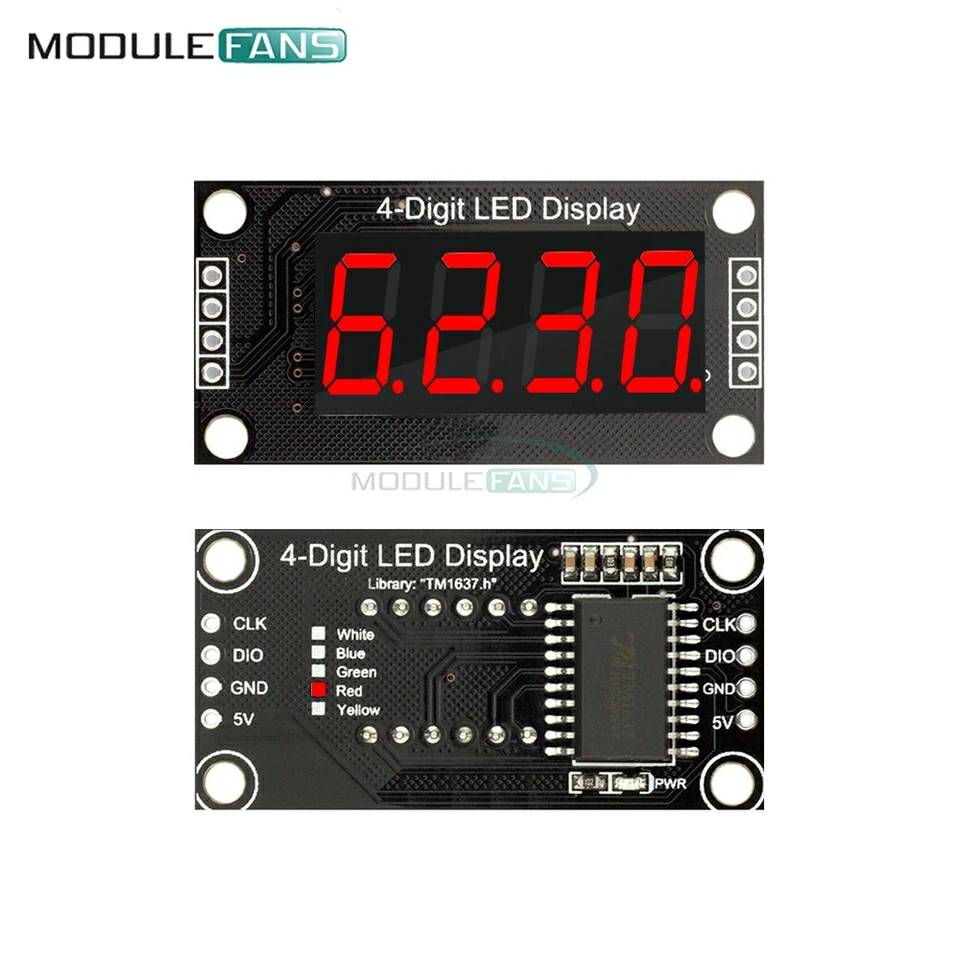 MODULEFANS
4-Digit LED Display
6.2.3.0.
MODULEFANS
4-Digit LED Display
Library: "TM1637.h"
CLK
DIO
GND
5V
White
Blue
Green
Red
Yellow
CLK
DIO
GND
5V
PWR